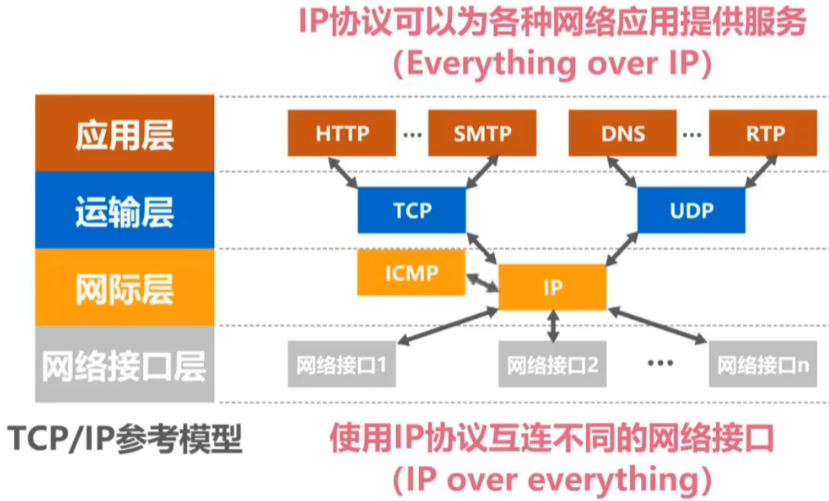 IP协议可以为各种网络应用提供服务
（Everything over IP）
应用层
HTTP ··· SMTP DNS ··· RTP
运输层
TCP UDP
网际层
ICMP
IP
网络接口层
网络接口1 网络接口2 ··· 网络接口n
TCP/IP参考模型
使用IP协议互连不同的网络接口
（IP over everything）